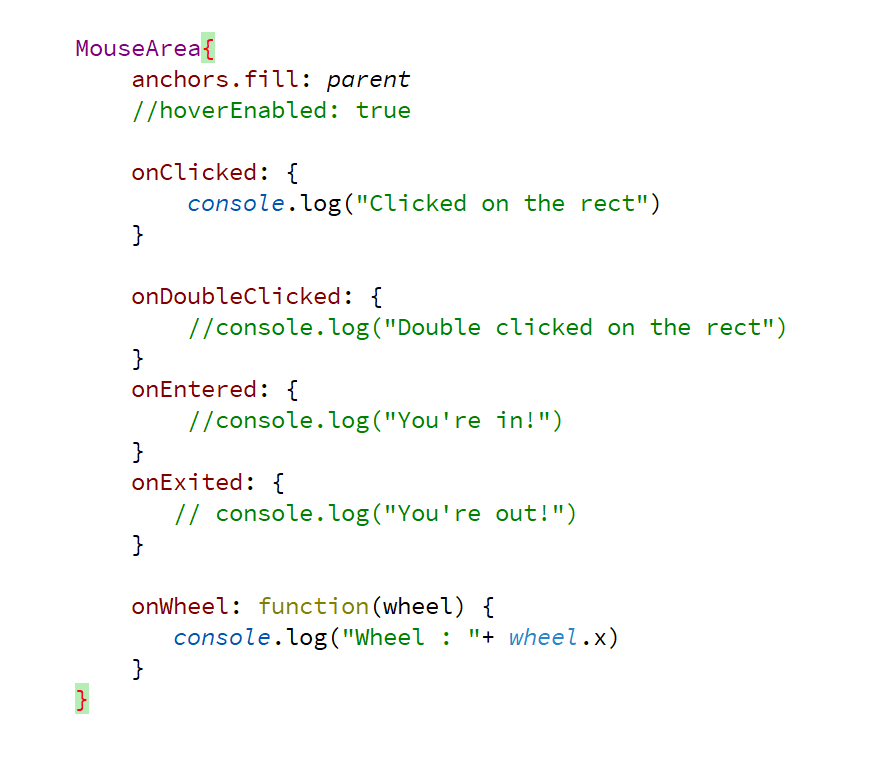 MouseArea{
    anchors.fill: parent
    //hoverEnabled: true

    onClicked: {
        console.log("Clicked on the rect")
    }

    onDoubleClicked: {
        //console.log("Double clicked on the rect")
    }
    onEntered: {
        //console.log("You're in!")
    }
    onExited: {
       // console.log("You're out!")
    }

    onWheel: function(wheel) {
       console.log("Wheel : "+ wheel.x)
    }
}